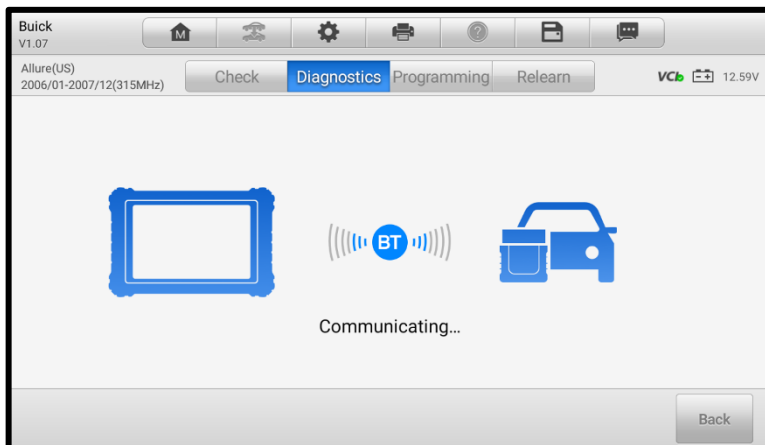 Buick
V1.07
M
Allure(US)
2006/01-2007/12(315MHz)
Check
Diagnostics
Programming
Relearn
VCI
12.59V
BT
Communicating...
Back